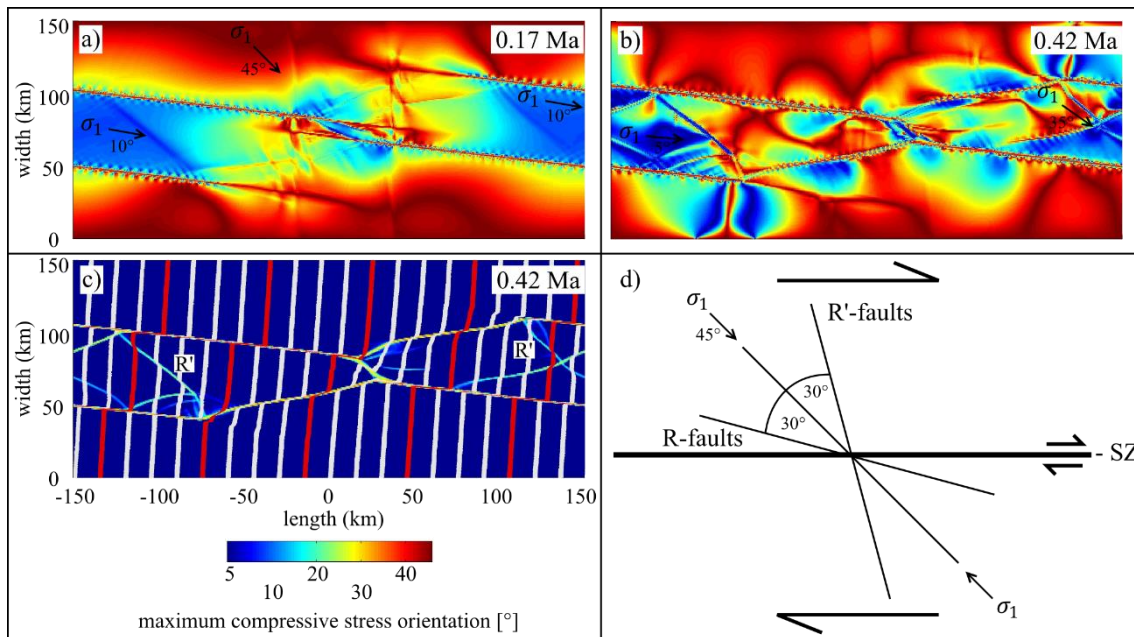 a)
σ1
45°
0.17 Ma
σ1
10°
σ1
10°
150
100
50
0
width (km)
b)
0.42 Ma
σ1
σ1
35°
c)
0.42 Ma
R'
R'
150
100
50
0
width (km)
-150
-100
-50
0
50
100
150
length (km)
5
10
20
30
40
maximum compressive stress orientation [°]
d)
σ1
45°
R'-faults
30°
30°
R-faults
- SZ
σ1